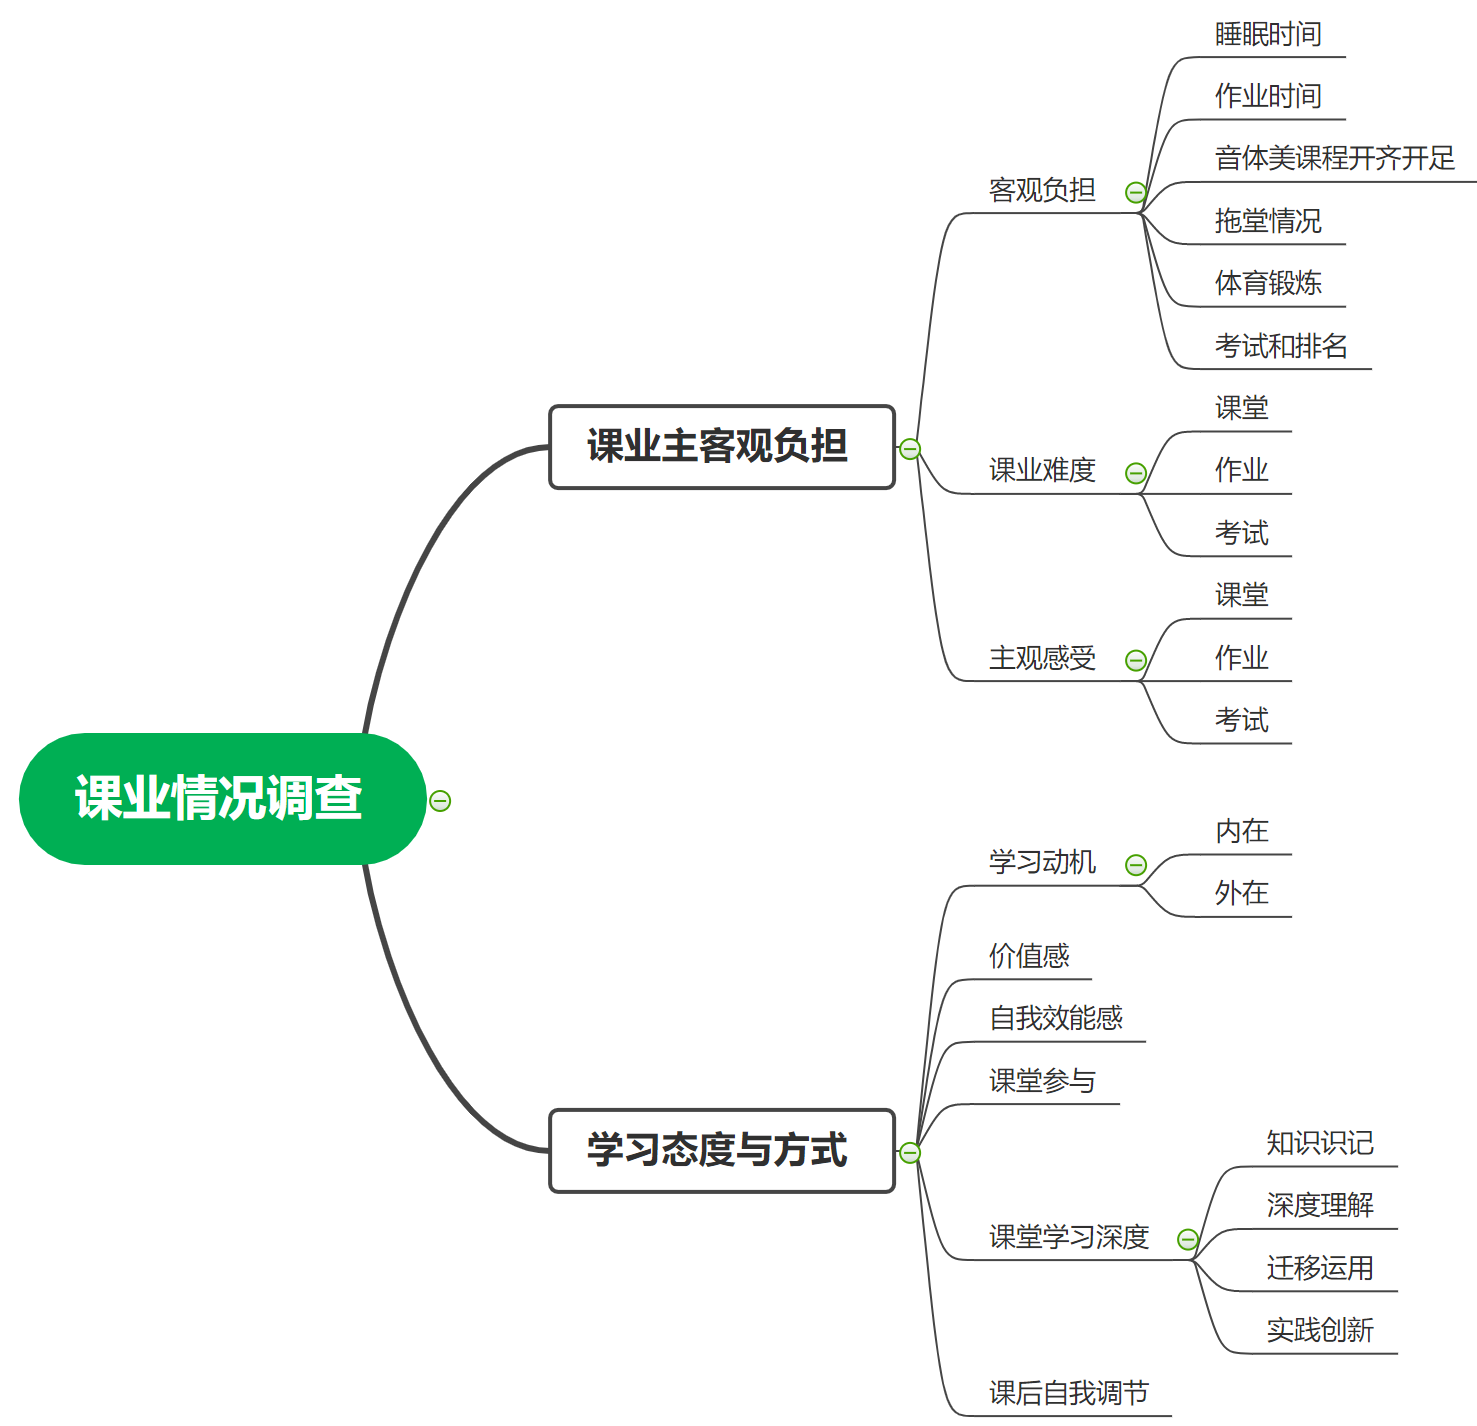 课业情况调查
课业主客观负担
客观负担
睡眠时间
作业时间
音体美课程开齐开足
拖堂情况
体育锻炼
考试和排名
课业难度
课堂
作业
考试
主观感受
课堂
作业
考试
学习态度与方式
学习动机
内在
外在
价值感
自我效能感
课堂参与
课堂学习深度
知识识记
深度理解
迁移运用
实践创新
课后自我调节